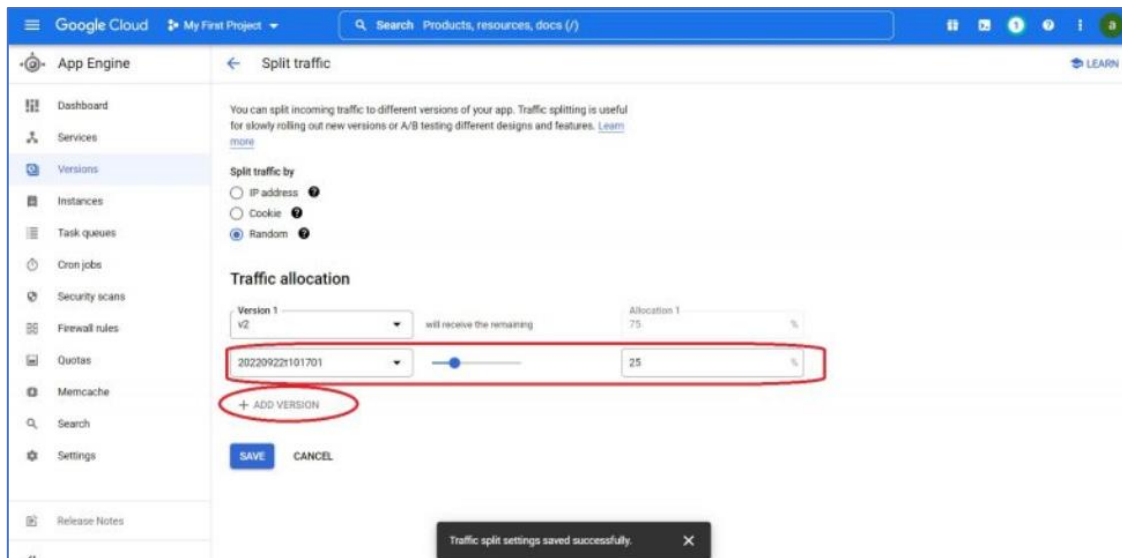 Google Cloud My First Project Search Products, resources, docs (/) 1 a
App Engine Split traffic LEARN
Dashboard
Services
Versions
Instances
Task queues
Cron jobs
Security scans
Firewall rules
Quotas
Memcache
Search
Settings
Release Notes
You can split incoming traffic to different versions of your app. Traffic splitting is useful
for slowly rolling out new versions or A/B testing different designs and features. Learn
more
Split traffic by
IP address ?
Cookie ?
Random ?
Traffic allocation
Version 1 Allocation 1
v2 will receive the remaining 75 %
20220922t101701 25 %
+ ADD VERSION
SAVE CANCEL
Traffic split settings saved successfully. X